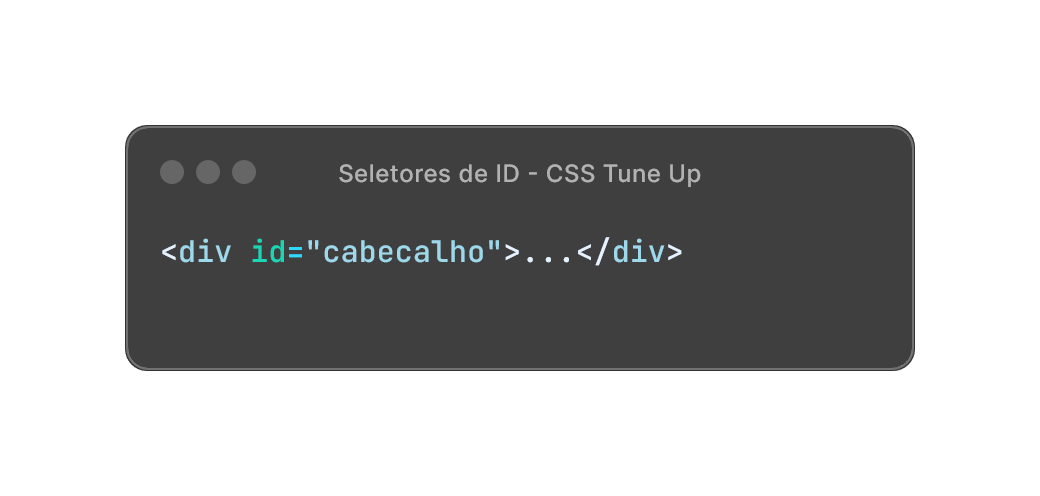 Seletores de ID - CSS Tune Up
<div id="cabecalho">...</div>